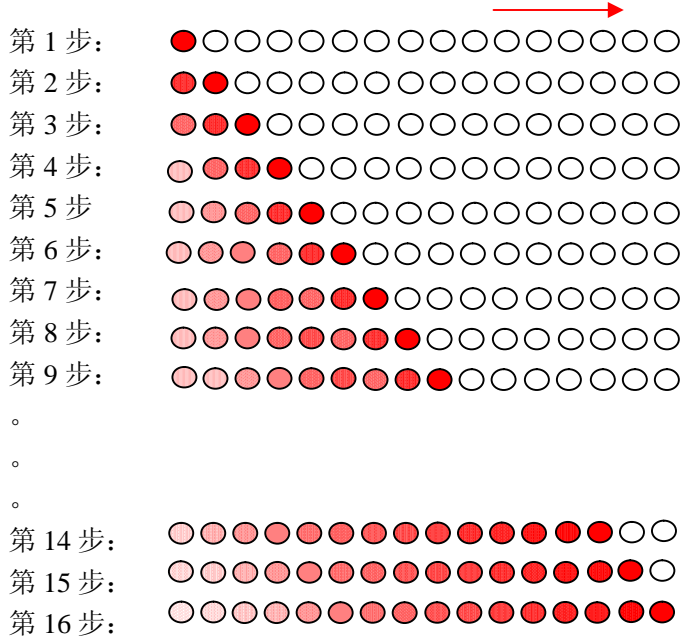 第 1 步：
第 2 步：
第 3 步：
第 4 步：
第 5 步
第 6 步：
第 7 步：
第 8 步：
第 9 步：
。
。
。
第 14 步：
第 15 步：
第 16 步：